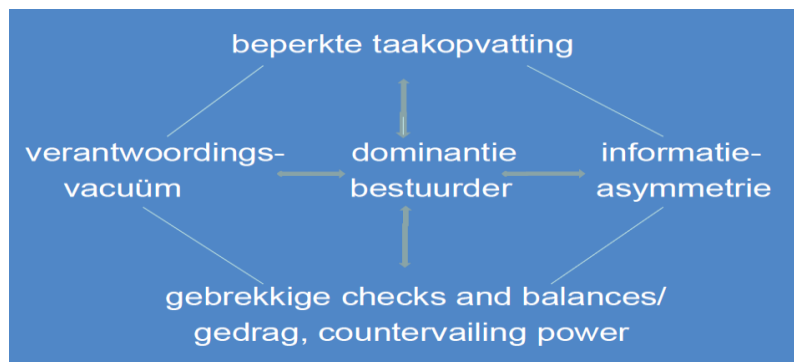 beperkte taakopvatting
verantwoordings- dominantie informatie-
vacuüm bestuurder asymmetrie
gebrekkige checks and balances/
gedrag, countervailing power